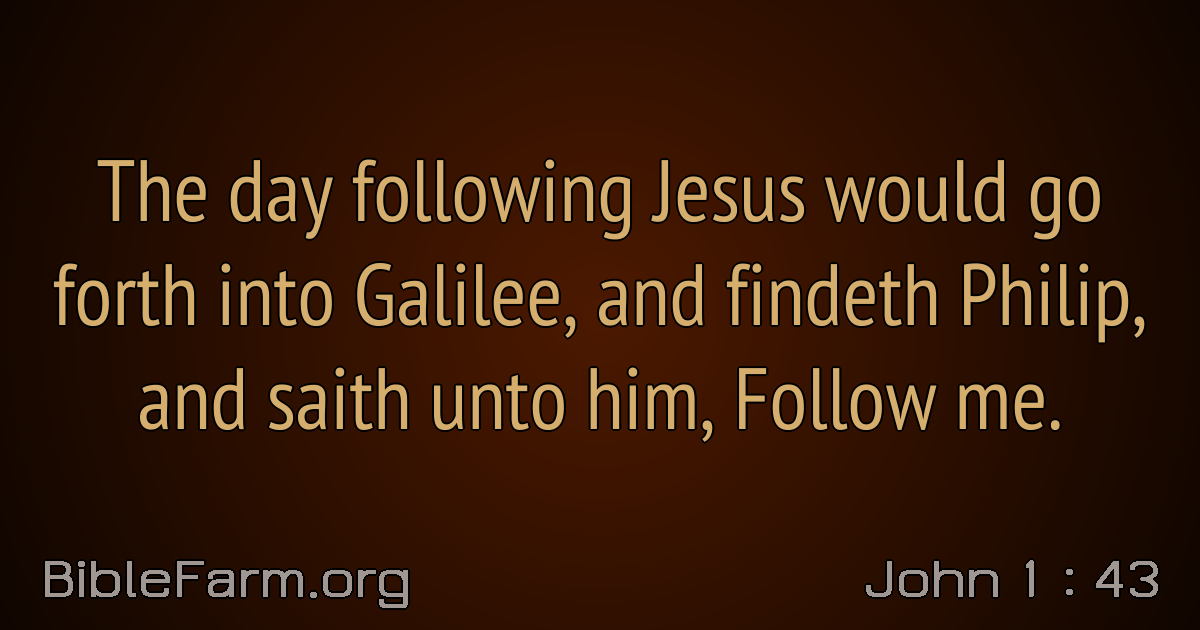 The day following Jesus would go
forth into Galilee, and findeth Philip,
and saith unto him, Follow me.
BibleFarm.org
John 1 : 43